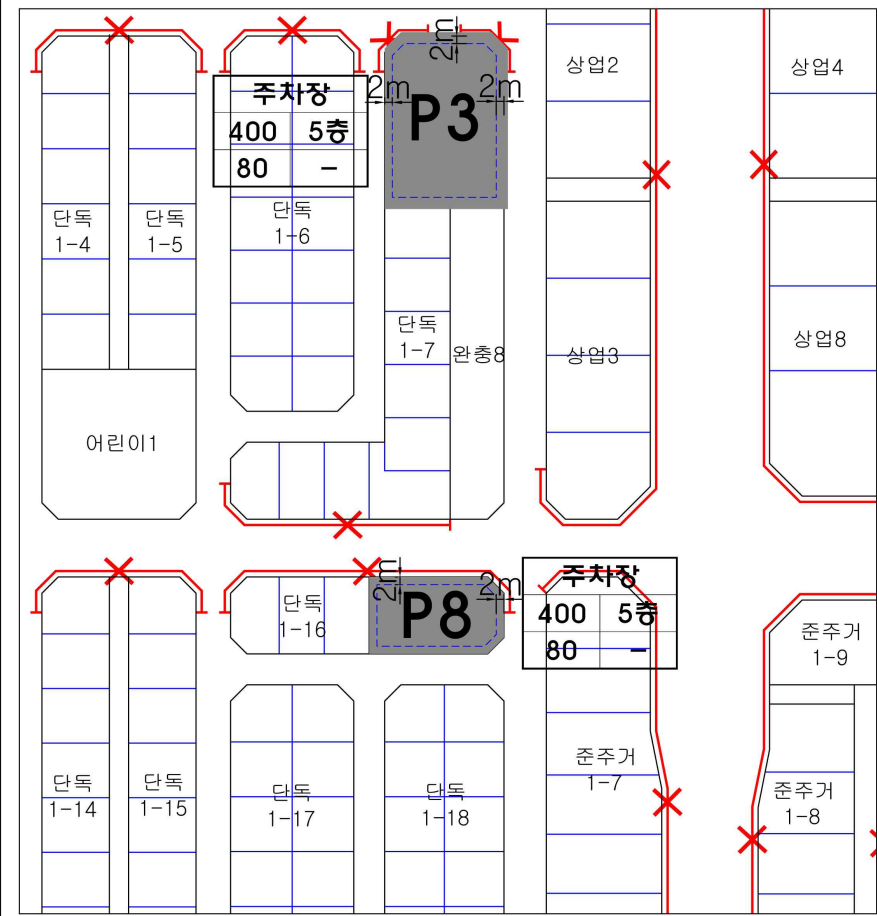 2m
상업2
상업4
주차장
2m
2m
P3
400 5층
80 -
단독
1-4
단독
1-5
단독
1-6
단독
1-7
완충8
상업3
상업8
어린이1
2m
2m
주차장
단독
1-16
P8
400 5층
80 -
준주거
1-9
단독
1-14
단독
1-15
단독
1-17
단독
1-18
준주거
1-7
준주거
1-8